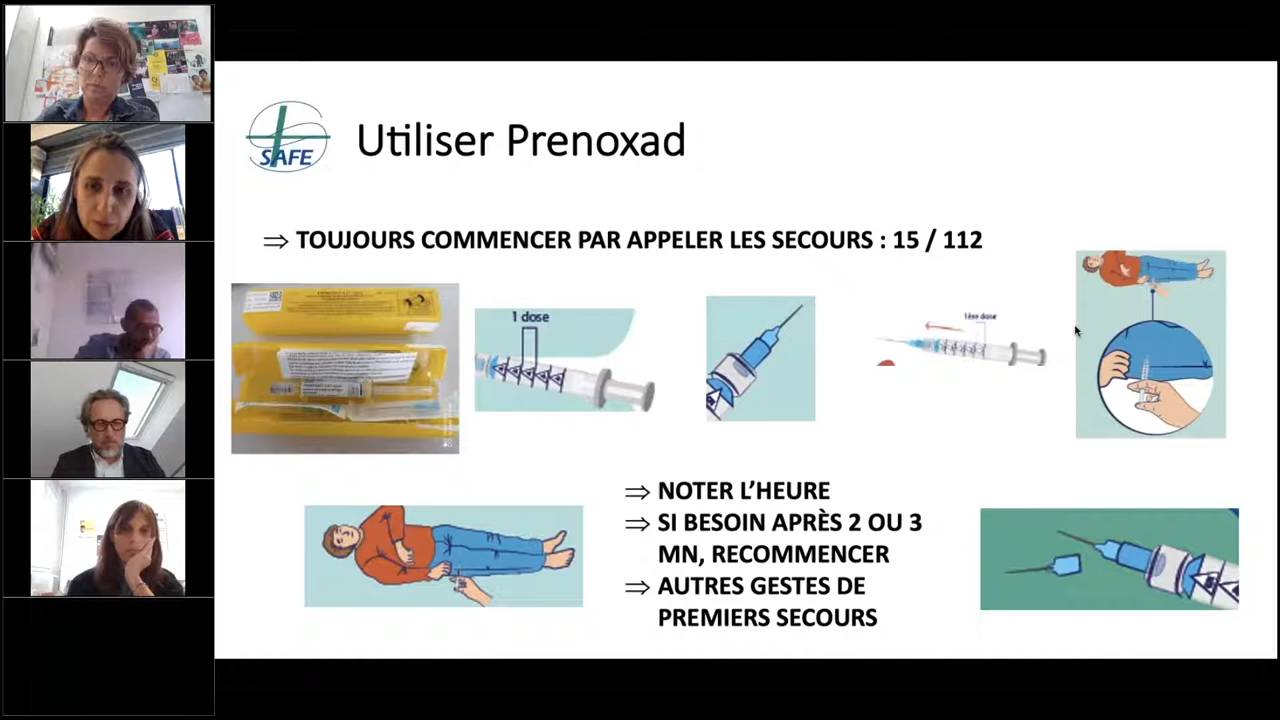 SAFE
Utiliser Prenoxad
⇒ TOUJOURS COMMENCER PAR APPELER LES SECOURS : 15 / 112
1 dose
1ère dose
⇒ NOTER L’HEURE
⇒ SI BESOIN APRÈS 2 OU 3
MN, RECOMMENCER
⇒ AUTRES GESTES DE
PREMIERS SECOURS